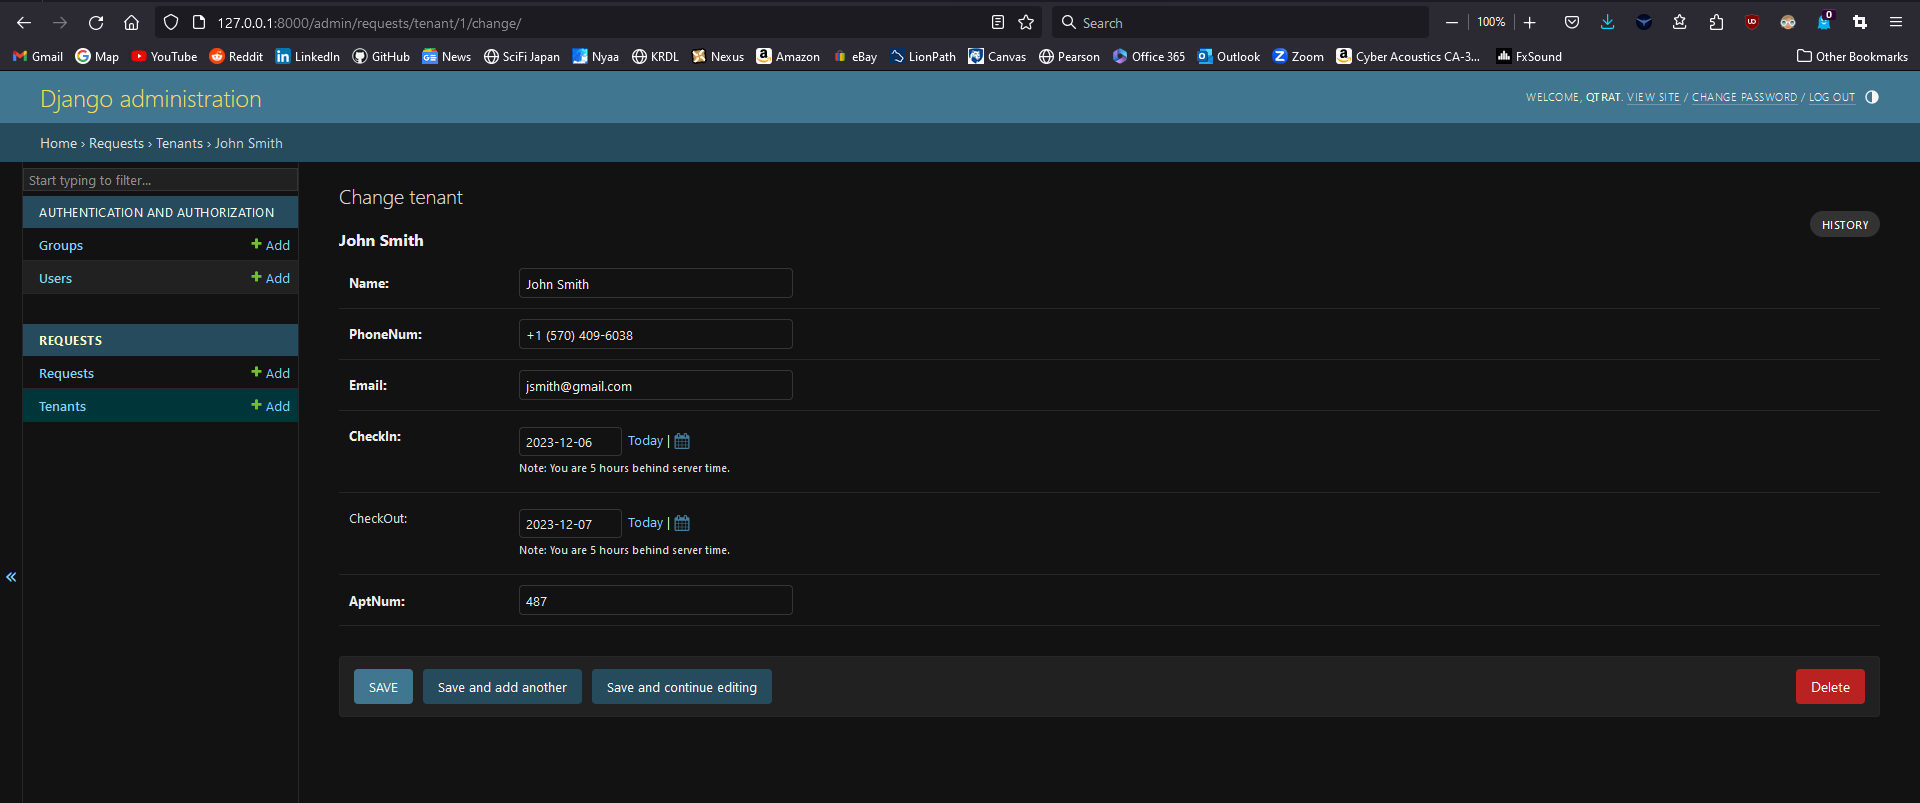 127.0.0.1:8000/admin/requests/tenant/1/change/ Search 100% 0
Gmail Map YouTube Reddit LinkedIn GitHub News SciFi Japan Nyaa KRDL Nexus Amazon eBay LionPath Canvas Pearson Office 365 Outlook Zoom Cyber Acoustics CA-3... FxSound Other Bookmarks
Django administration
WELCOME, QTRAT. VIEW SITE / CHANGE PASSWORD / LOG OUT
Home › Requests › Tenants › John Smith
Start typing to filter...
AUTHENTICATION AND AUTHORIZATION
Groups Add
Users Add
REQUESTS
Requests Add
Tenants Add
Change tenant
HISTORY
John Smith
Name: John Smith
PhoneNum: +1 (570) 409-6038
Email: jsmith@gmail.com
CheckIn: 2023-12-06 Today |
Note: You are 5 hours behind server time.
CheckOut: 2023-12-07 Today |
Note: You are 5 hours behind server time.
«
AptNum: 487
SAVE Save and add another Save and continue editing Delete